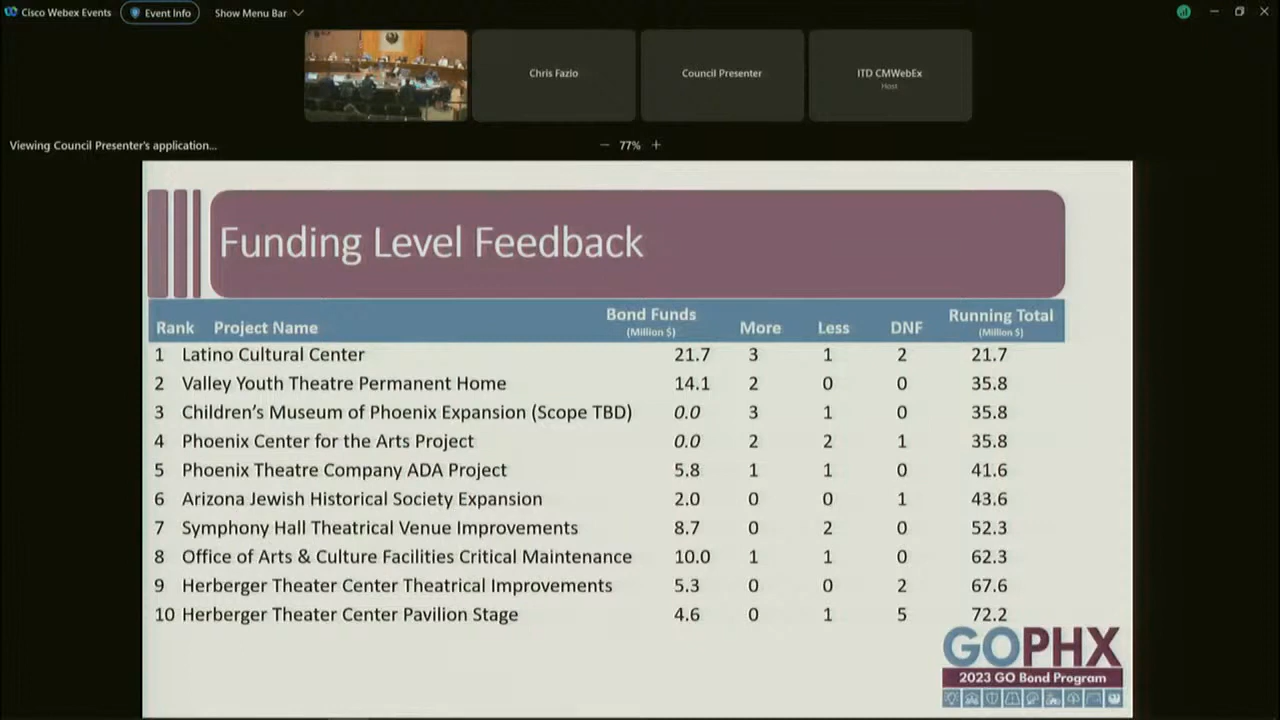 Cisco Webex Events Event Info Show Menu Bar
Chris Fazio Council Presenter ITD CMWebEx
Host
Viewing Council Presenter's application... — 77% +
Funding Level Feedback
Rank Project Name Bond Funds (Million $) More Less DNF Running Total (Million $)
1 Latino Cultural Center 21.7 3 1 2 21.7
2 Valley Youth Theatre Permanent Home 14.1 2 0 0 35.8
3 Children's Museum of Phoenix Expansion (Scope TBD) 0.0 3 1 0 35.8
4 Phoenix Center for the Arts Project 0.0 2 2 1 35.8
5 Phoenix Theatre Company ADA Project 5.8 1 1 0 41.6
6 Arizona Jewish Historical Society Expansion 2.0 0 0 1 43.6
7 Symphony Hall Theatrical Venue Improvements 8.7 0 2 0 52.3
8 Office of Arts & Culture Facilities Critical Maintenance 10.0 1 1 0 62.3
9 Herberger Theater Center Theatrical Improvements 5.3 0 0 2 67.6
10 Herberger Theater Center Pavilion Stage 4.6 0 1 5 72.2
GOPHX
2023 GO Bond Program